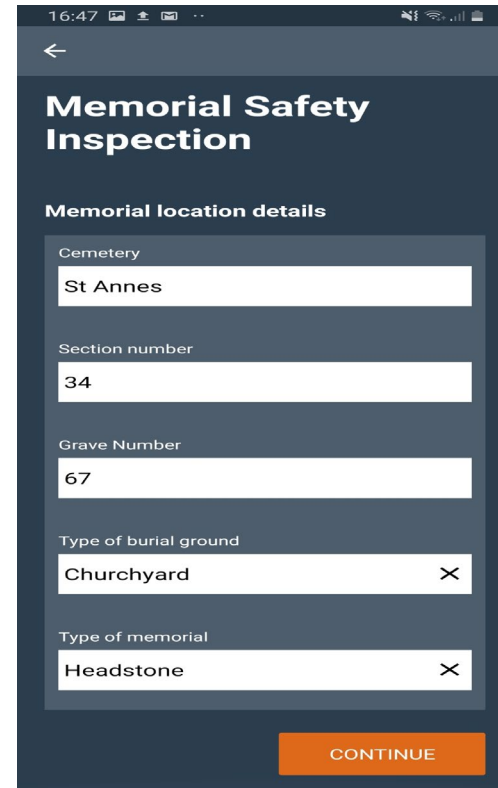 16:47
Memorial Safety
Inspection
Memorial location details
Cemetery
St Annes
Section number
34
Grave Number
67
Type of burial ground
Churchyard
Type of memorial
Headstone
CONTINUE